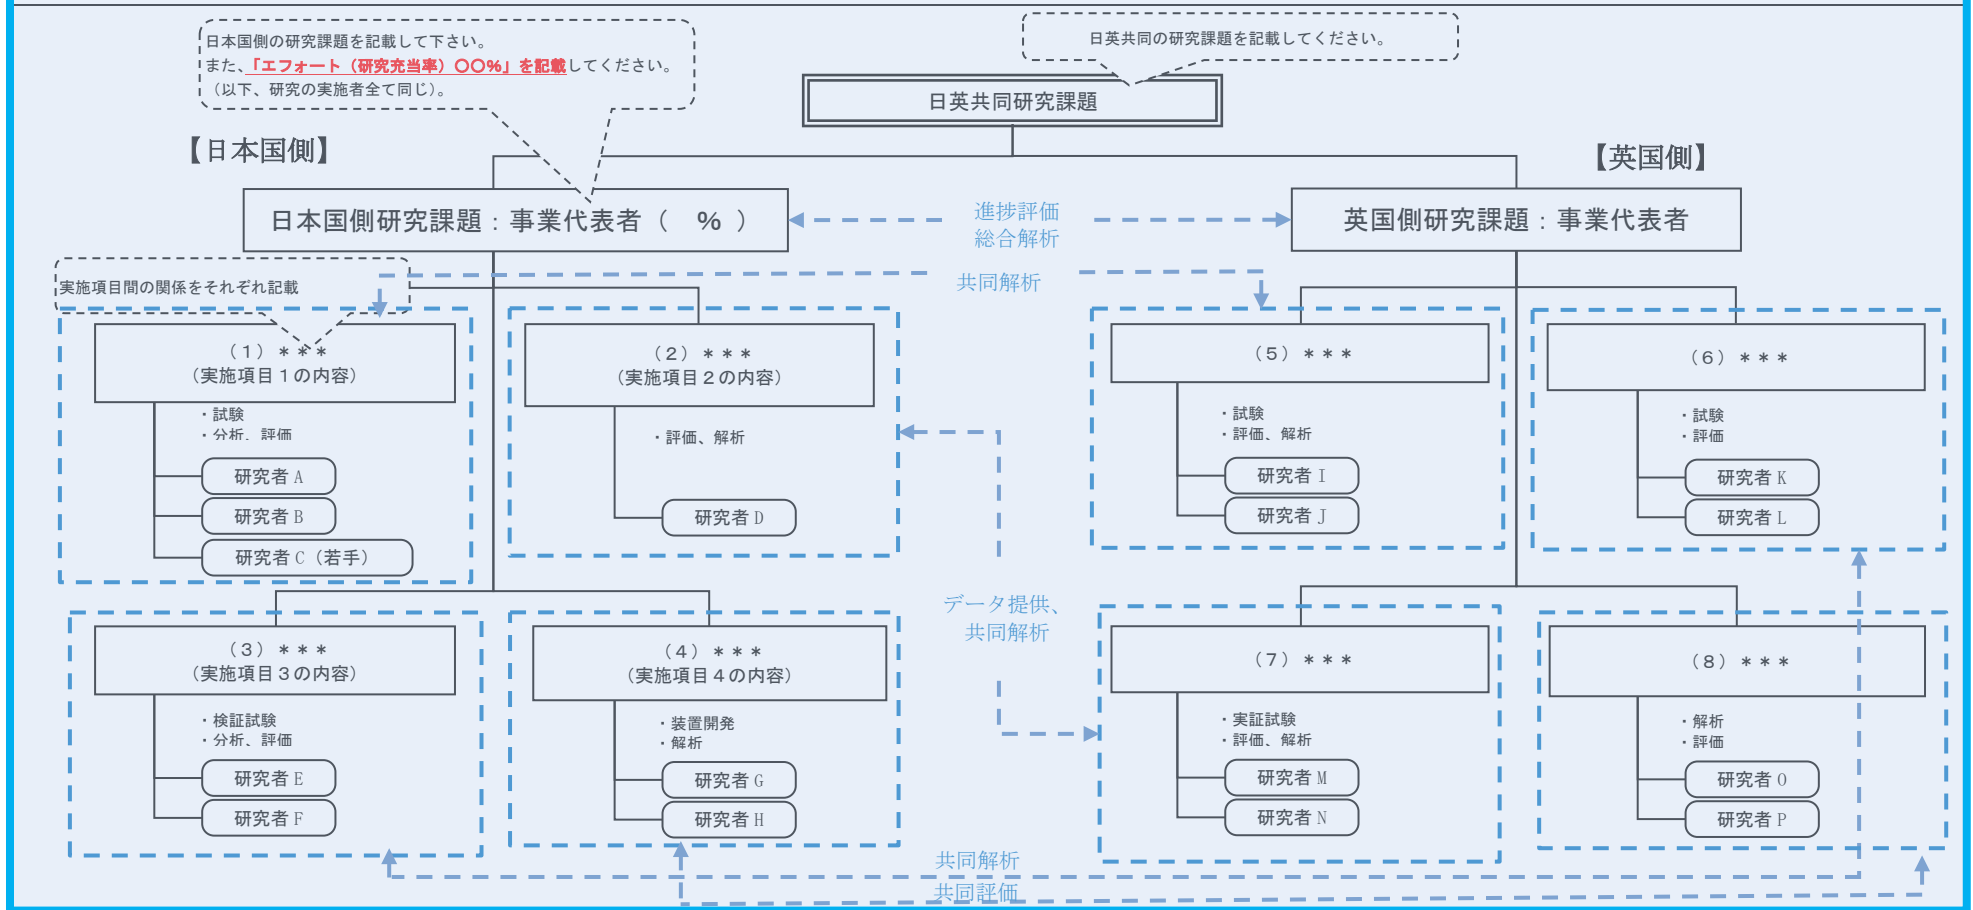 日本国側の研究課題を記載して下さい。
また、「エフォート（研究充当率）〇〇%」を記載してください。
（以下、研究の実施者全て同じ）。
日英共同の研究課題を記載してください。
日英共同研究課題
【日本国側】
【英国側】
日本国側研究課題：事業代表者（　%　）
進捗評価
総合解析
英国側研究課題：事業代表者
実施項目間の関係をそれぞれ記載
共同解析
（１）＊＊＊
（実施項目１の内容）
・試験
・分析、評価
研究者 A
研究者 B
研究者 C（若手）
（２）＊＊＊
（実施項目２の内容）
・評価、解析
研究者 D
（５）＊＊＊
・試験
・評価、解析
研究者 I
研究者 J
（６）＊＊＊
・試験
・評価
研究者 K
研究者 L
データ提供、
共同解析
（３）＊＊＊
（実施項目３の内容）
・検証試験
・分析、評価
研究者 E
研究者 F
（４）＊＊＊
（実施項目４の内容）
・装置開発
・解析
研究者 G
研究者 H
（７）＊＊＊
・実証試験
・評価、解析
研究者 M
研究者 N
（８）＊＊＊
・解析
・評価
研究者 O
研究者 P
共同解析
共同評価